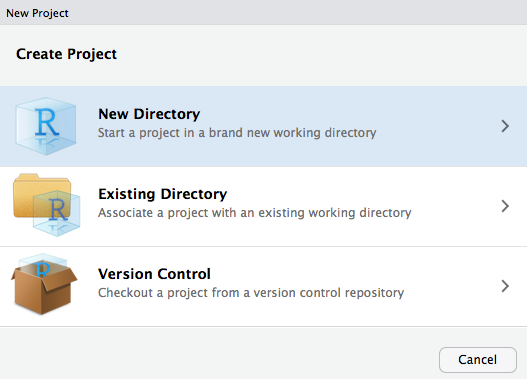 New Project
Create Project
R
New Directory
Start a project in a brand new working directory
R
Existing Directory
Associate a project with an existing working directory
R
Version Control
Checkout a project from a version control repository
Cancel